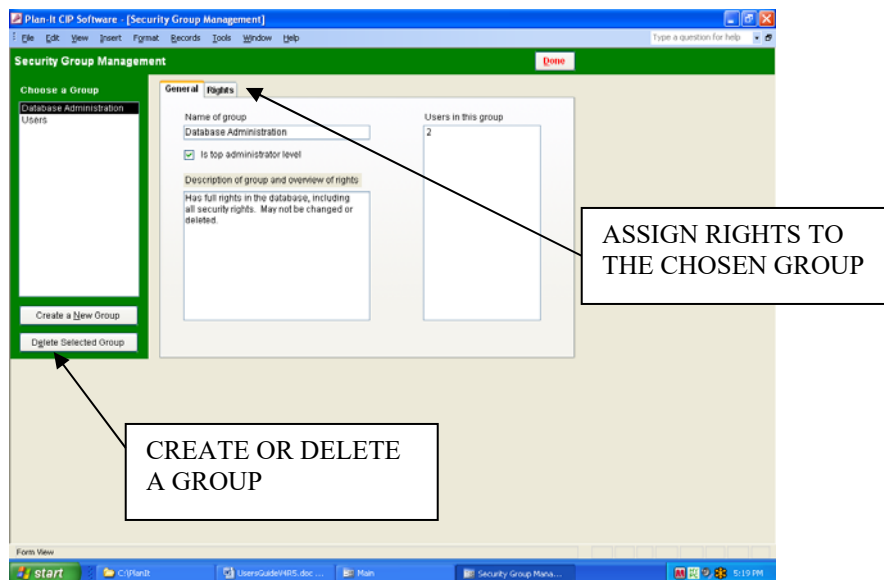 Plan-It CIP Software - [Security Group Management]
File Edit View Insert Format Records Tools Window Help
Type a question for help
Security Group Management
Done
Choose a Group
Database Administration
Users
General Rights
Name of group
Database Administration
Is top administrator level
Description of group and overview of rights
Has full rights in the database, including
all security rights. May not be changed or
deleted.
Users in this group
2
ASSIGN RIGHTS TO
THE CHOSEN GROUP
Create a New Group
Delete Selected Group
CREATE OR DELETE
A GROUP
Form View
start
C:\PlanIt
UsersGuideV4R5.doc ...
Main
Security Group Mana...
5:19 PM